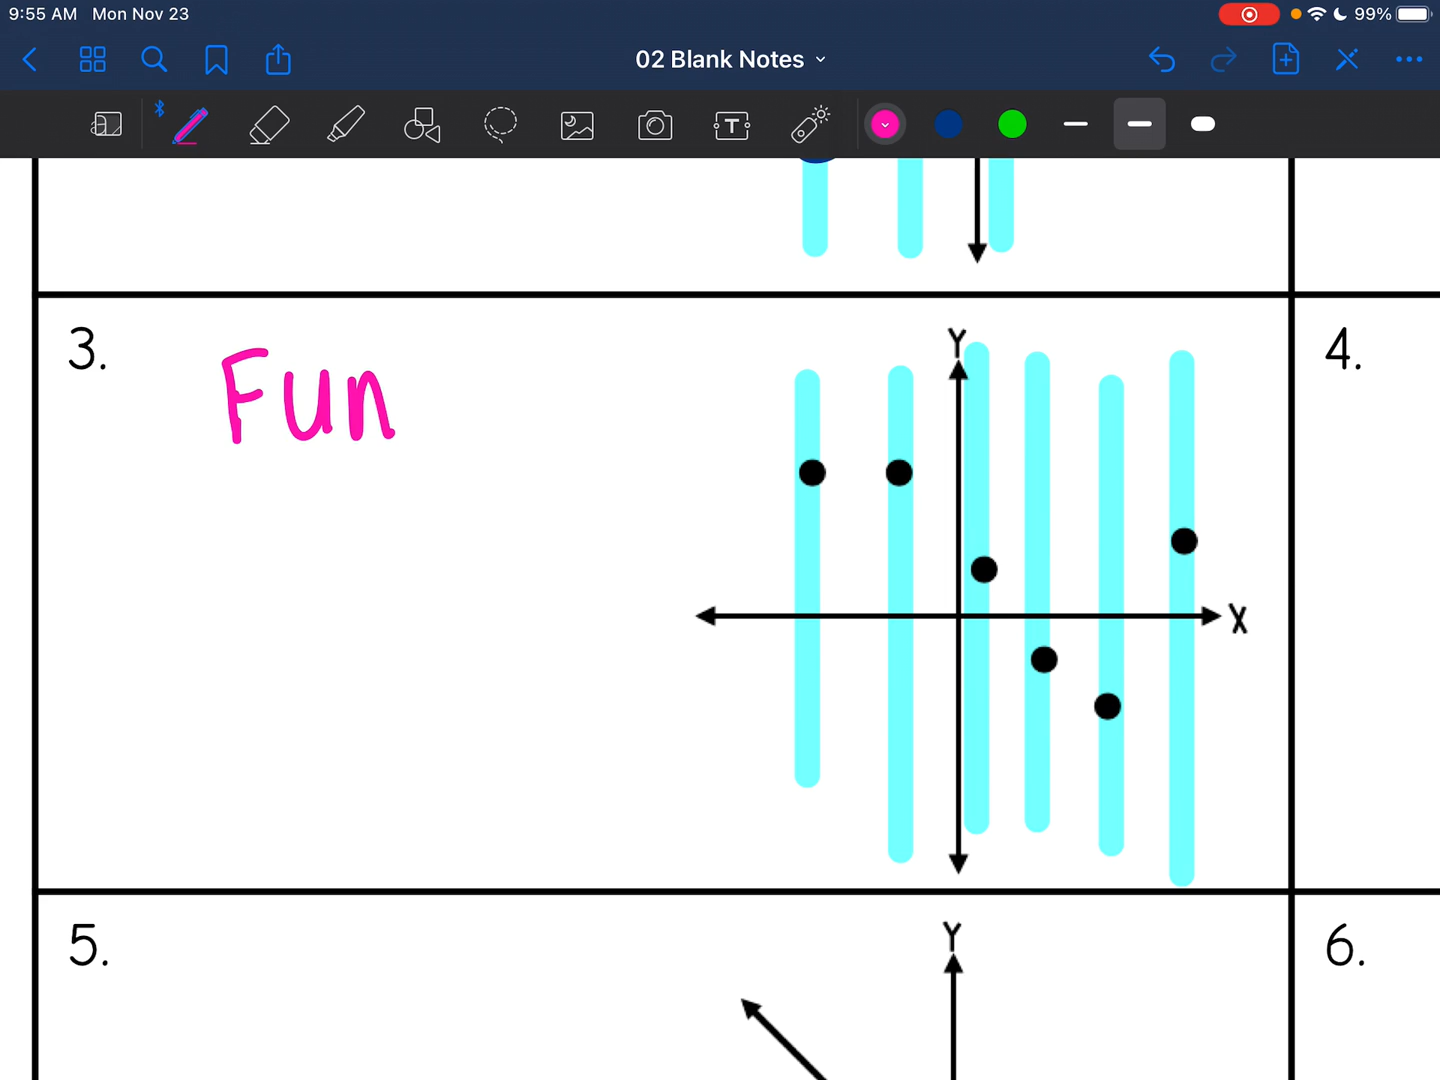 9:55 AM Mon Nov 23
99%
02 Blank Notes
T
3.
Fun
Y
X
4.
5.
Y
6.